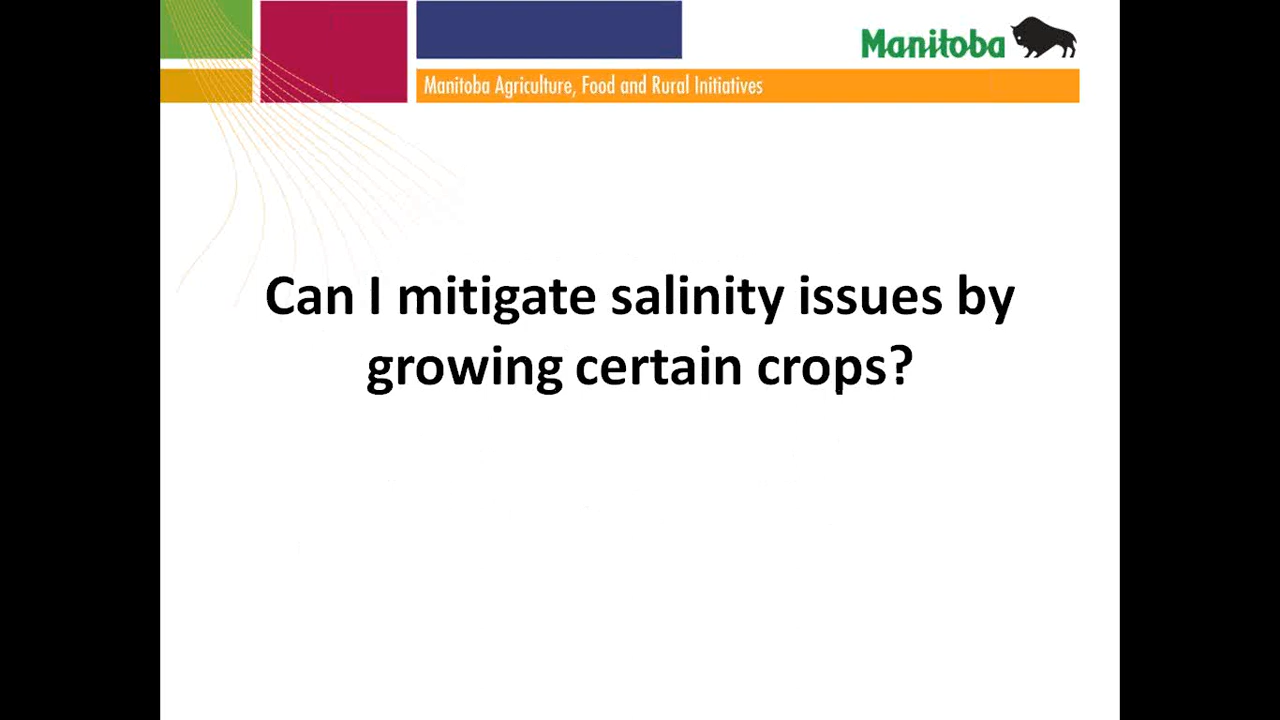 Manitoba
Manitoba Agriculture, Food and Rural Initiatives
Can I mitigate salinity issues by
growing certain crops?